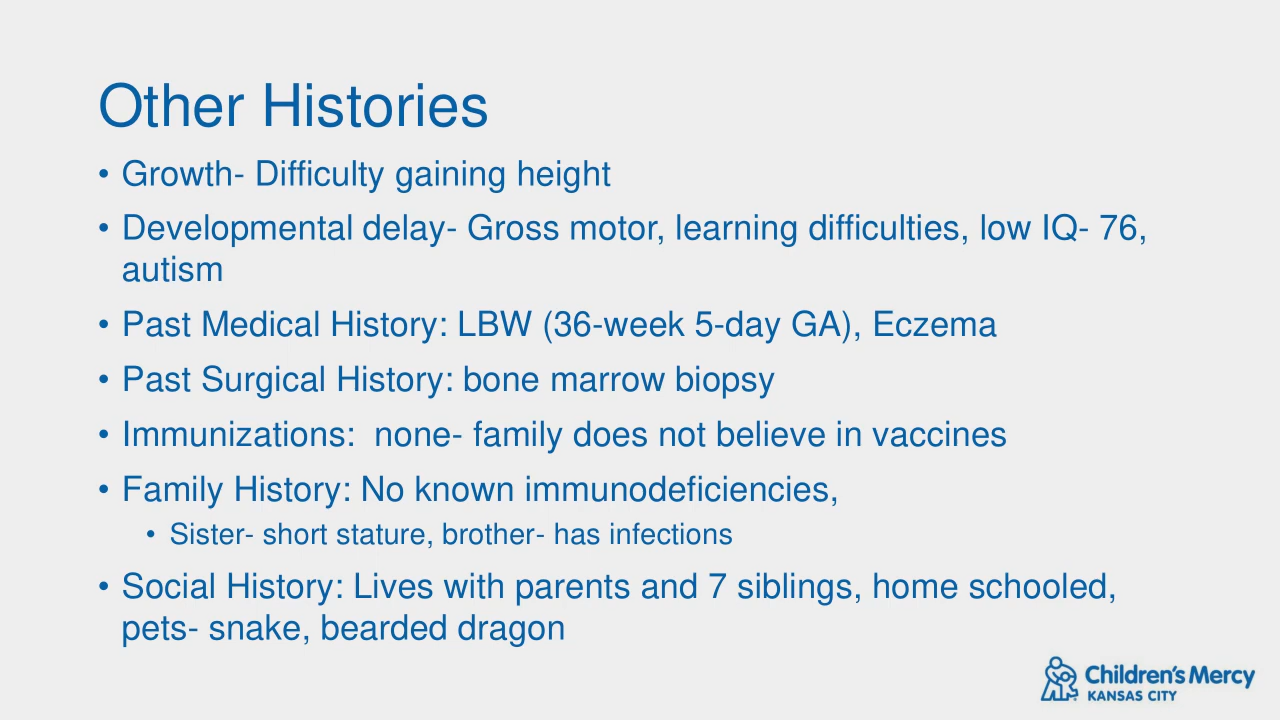 Other Histories
• Growth- Difficulty gaining height
• Developmental delay- Gross motor, learning difficulties, low IQ- 76,
autism
• Past Medical History: LBW (36-week 5-day GA), Eczema
• Past Surgical History: bone marrow biopsy
• Immunizations:  none- family does not believe in vaccines
• Family History: No known immunodeficiencies,
• Sister- short stature, brother- has infections
• Social History: Lives with parents and 7 siblings, home schooled,
pets- snake, bearded dragon
Children's Mercy
KANSAS CITY